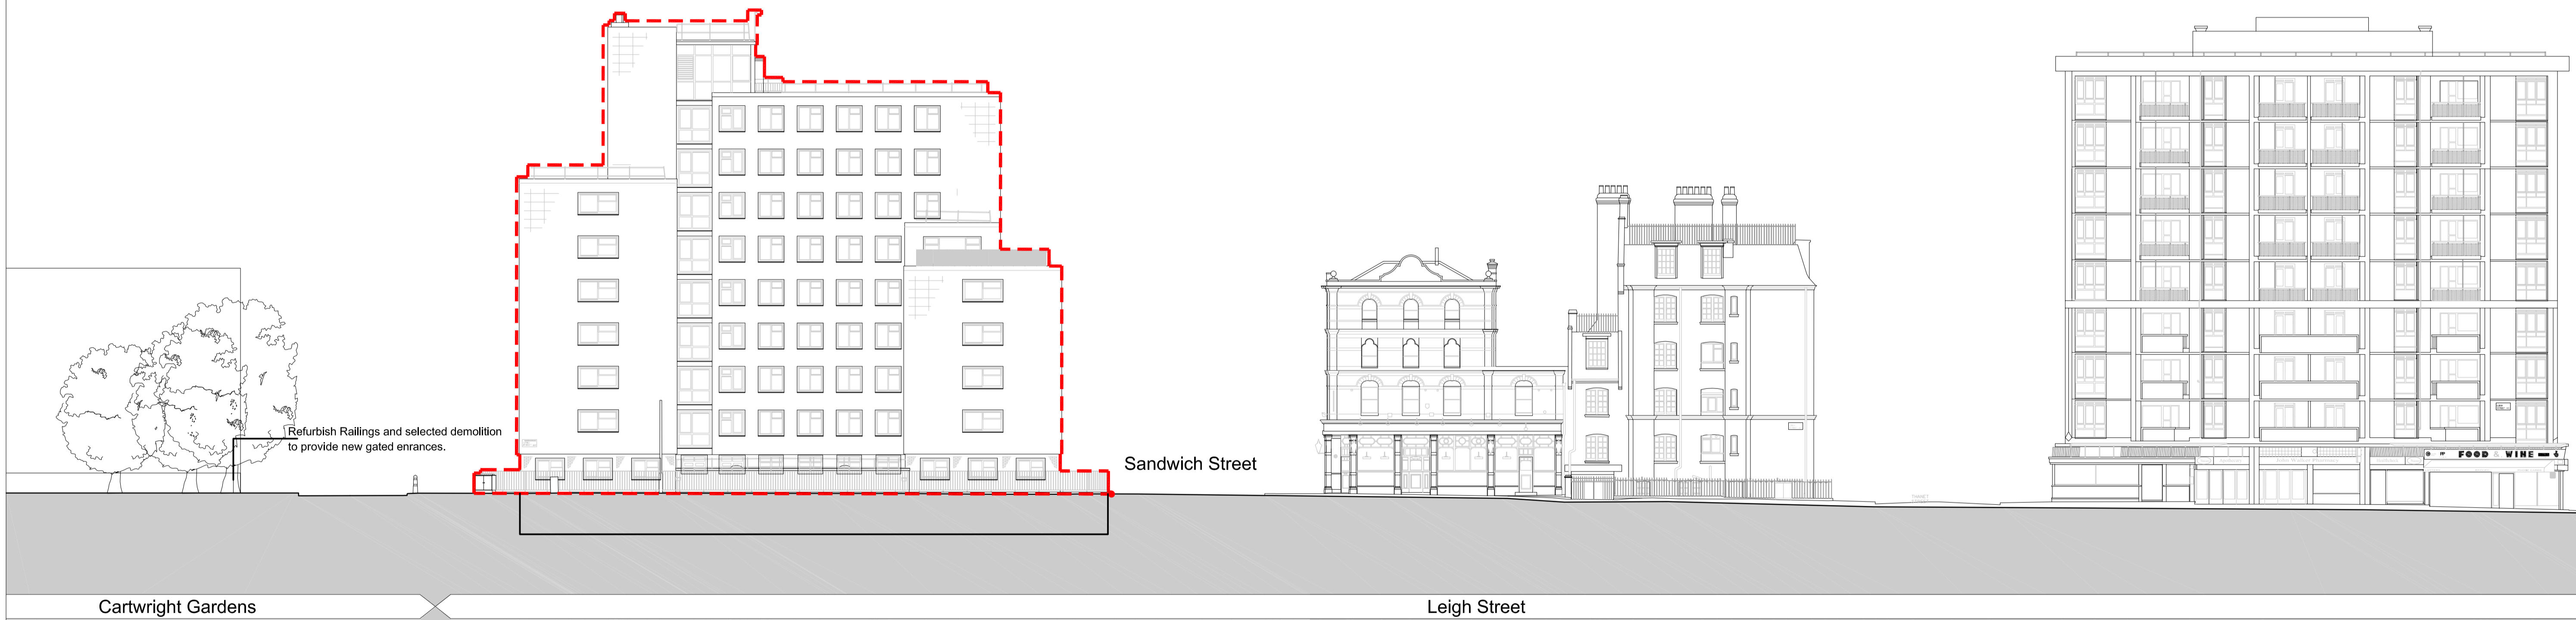 Refurbish Railings and selected demolition
to provide new gated enrances.
Sandwich Street
FOOD & WINE
Cartwright Gardens
Leigh Street